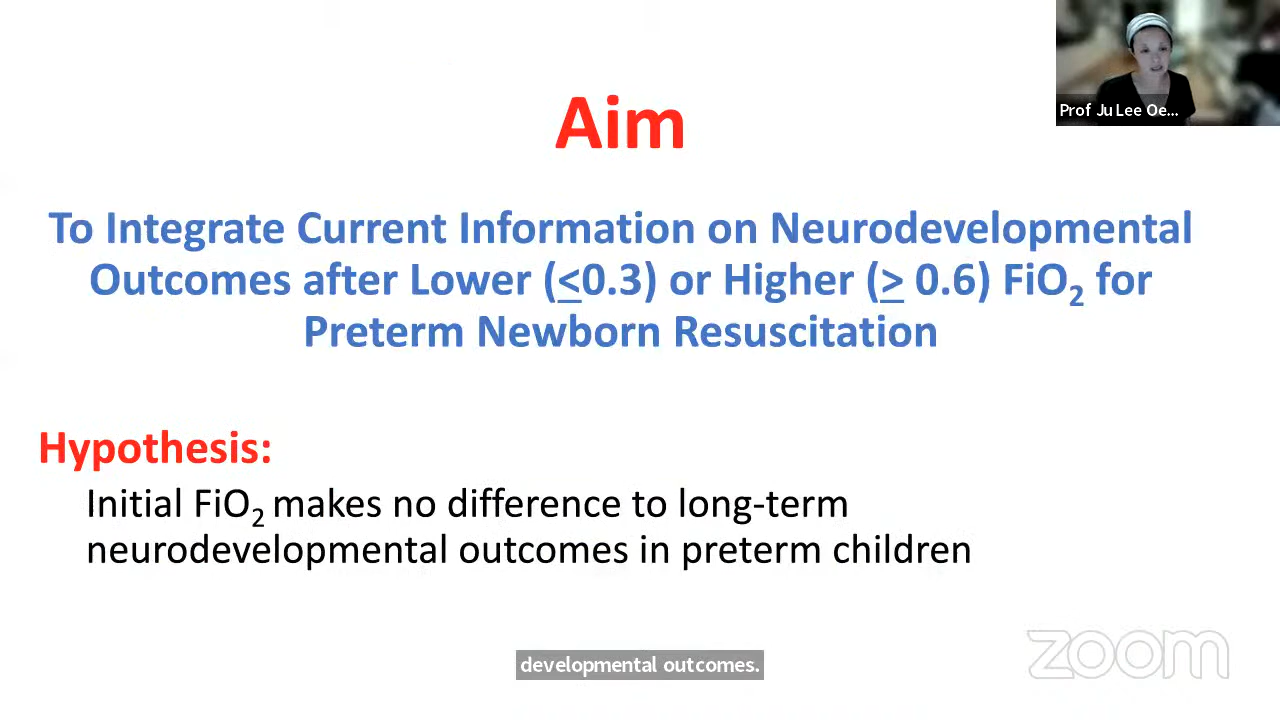 Prof Ju Lee Oe...
Aim
To Integrate Current Information on Neurodevelopmental
Outcomes after Lower (≤0.3) or Higher (≥ 0.6) FiO₂ for
Preterm Newborn Resuscitation
Hypothesis:
Initial FiO₂ makes no difference to long-term
neurodevelopmental outcomes in preterm children
developmental outcomes.
zoom